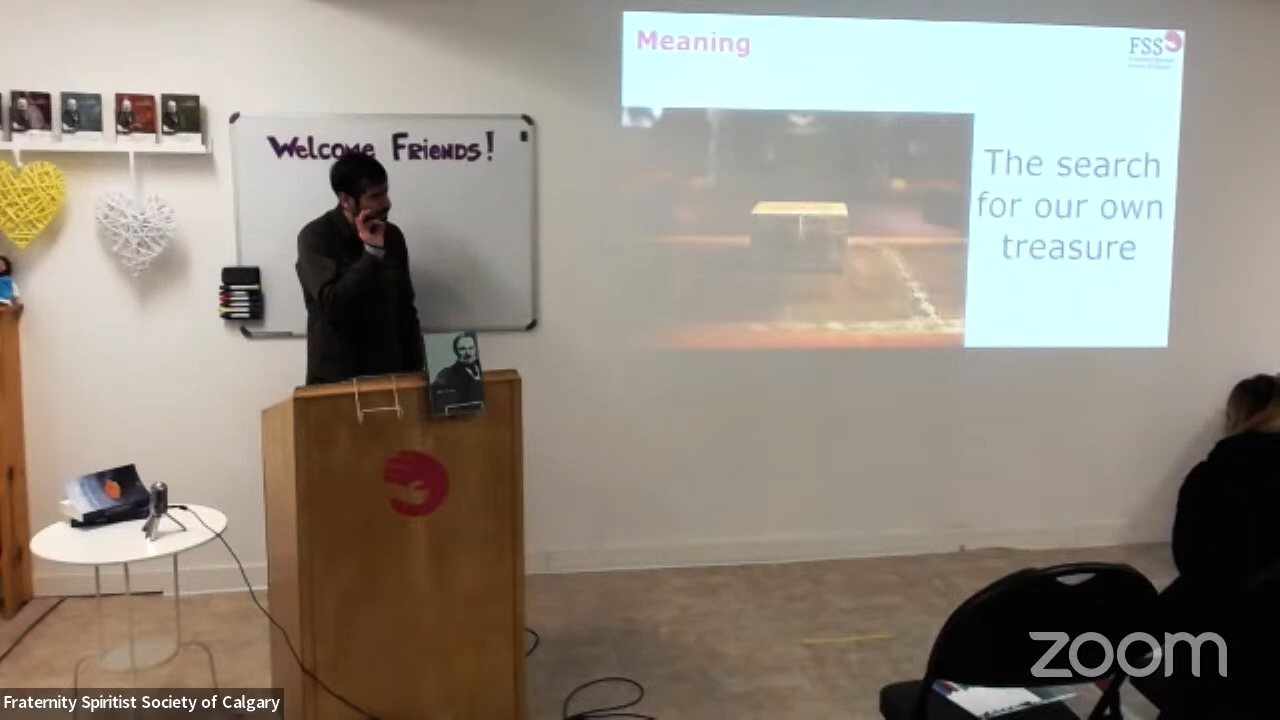 Meaning
FSS
Welcome Friends!
The search
for our own
treasure
zoom
Fraternity Spiritist Society of Calgary